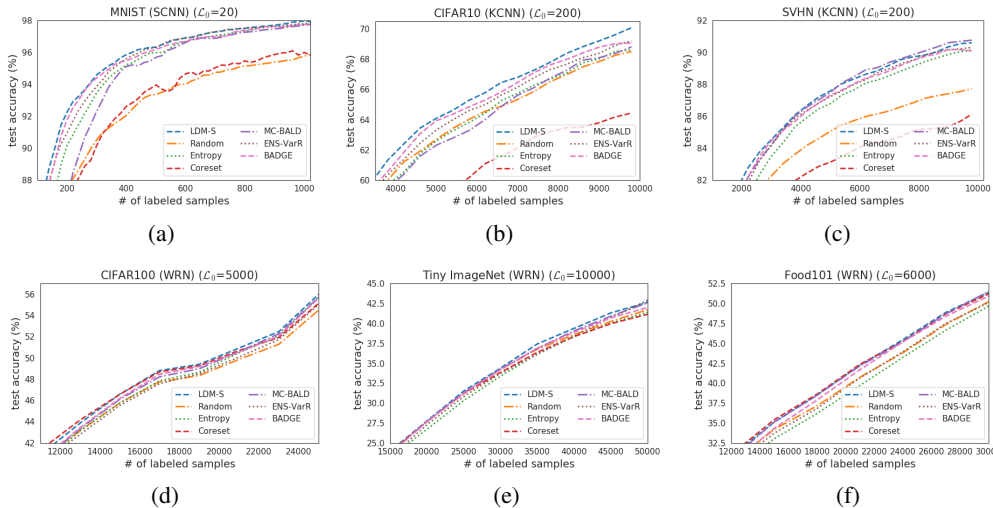 MNIST (SCNN) (ℒ₀=20)
test accuracy (%)
98
96
94
92
90
88
200
400
600
800
1000
# of labeled samples
LDM-S
Random
Entropy
Coreset
MC-BALD
ENS-VarR
BADGE
(a)
CIFAR10 (KCNN) (ℒ₀=200)
test accuracy (%)
70
68
66
64
62
60
4000
5000
6000
7000
8000
9000
10000
# of labeled samples
LDM-S
Random
Entropy
Coreset
MC-BALD
ENS-VarR
BADGE
(b)
SVHN (KCNN) (ℒ₀=200)
test accuracy (%)
92
90
88
86
84
82
2000
4000
6000
8000
10000
# of labeled samples
LDM-S
Random
Entropy
Coreset
MC-BALD
ENS-VarR
BADGE
(c)
CIFAR100 (WRN) (ℒ₀=5000)
test accuracy (%)
56
54
52
50
48
46
44
42
12000
14000
16000
18000
20000
22000
24000
# of labeled samples
LDM-S
Random
Entropy
Coreset
MC-BALD
ENS-VarR
BADGE
(d)
Tiny ImageNet (WRN) (ℒ₀=10000)
test accuracy (%)
45.0
42.5
40.0
37.5
35.0
32.5
30.0
27.5
25.0
15000
20000
25000
30000
35000
40000
45000
50000
# of labeled samples
LDM-S
Random
Entropy
Coreset
MC-BALD
ENS-VarR
BADGE
(e)
Food101 (WRN) (ℒ₀=6000)
test accuracy (%)
52.5
50.0
47.5
45.0
42.5
40.0
37.5
35.0
32.5
12000
14000
16000
18000
20000
22000
24000
26000
28000
30000
# of labeled samples
LDM-S
Random
Entropy
Coreset
MC-BALD
ENS-VarR
BADGE
(f)